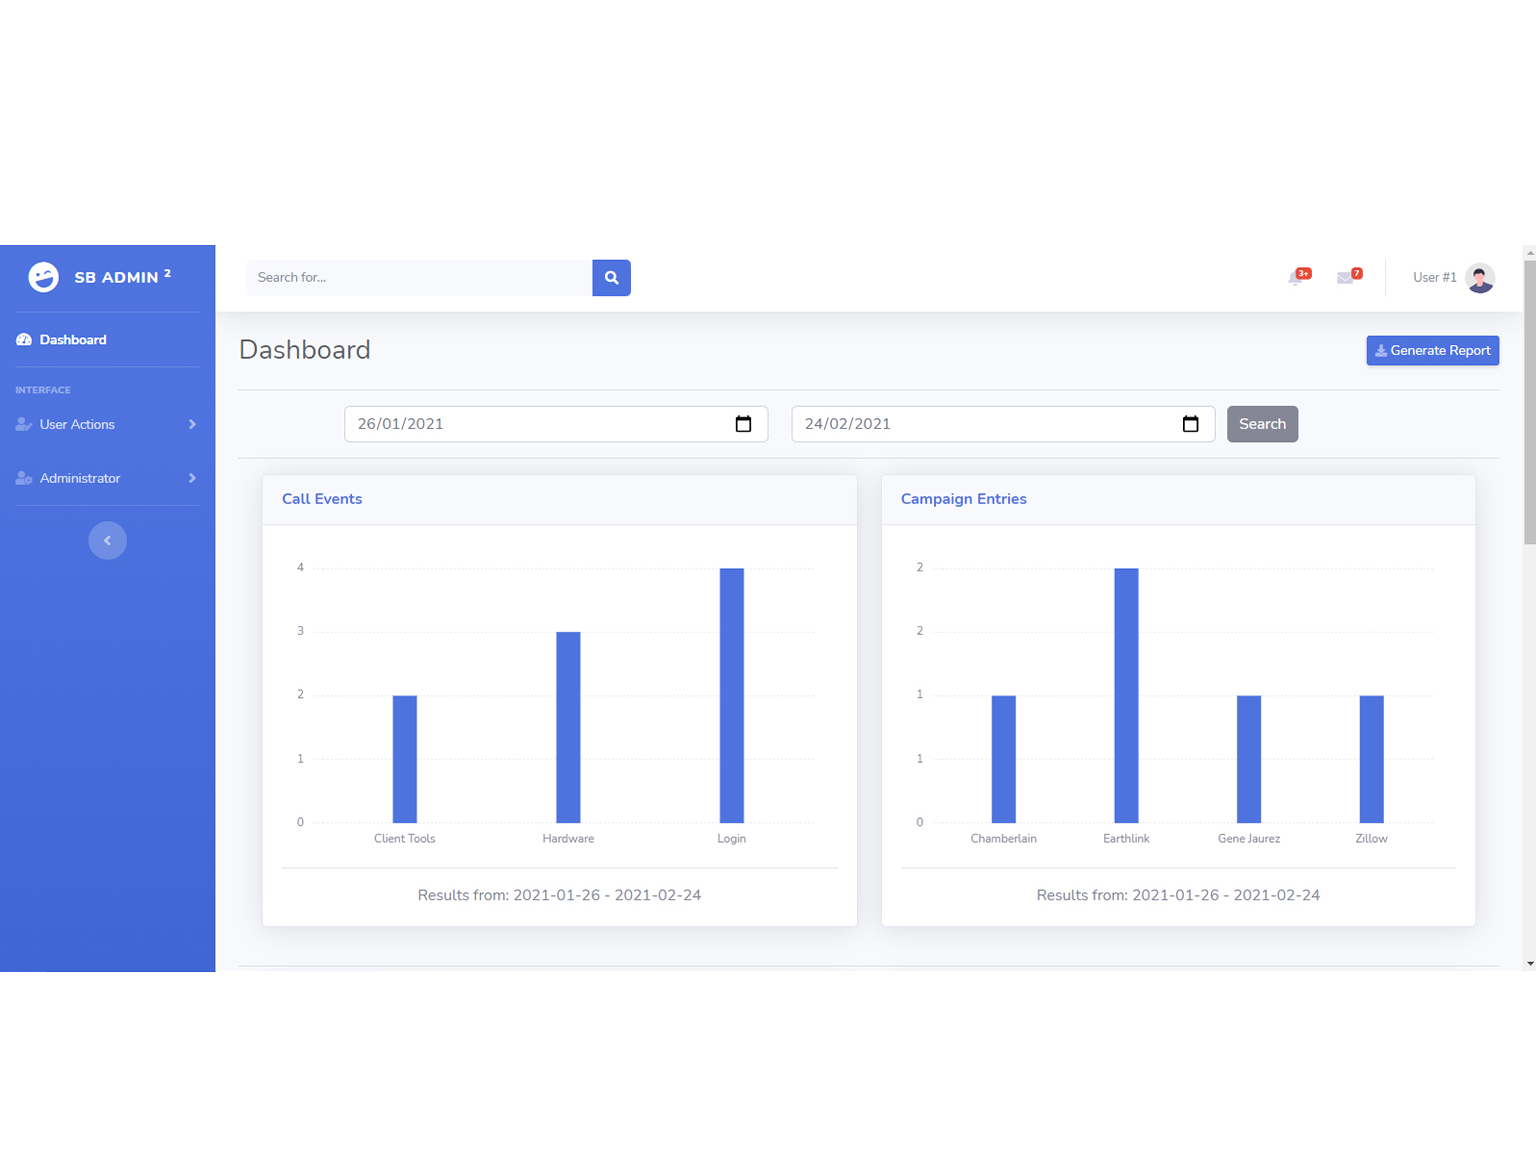 SB ADMIN 2
Dashboard
INTERFACE
User Actions
Administrator
Search for...
3+
7
User #1
Dashboard
Generate Report
26/01/2021
24/02/2021
Search
Call Events
4
3
2
1
0
Client Tools Hardware Login
Results from: 2021-01-26 - 2021-02-24
Campaign Entries
2
2
1
1
0
Chamberlain Earthlink Gene Jaurez Zillow
Results from: 2021-01-26 - 2021-02-24